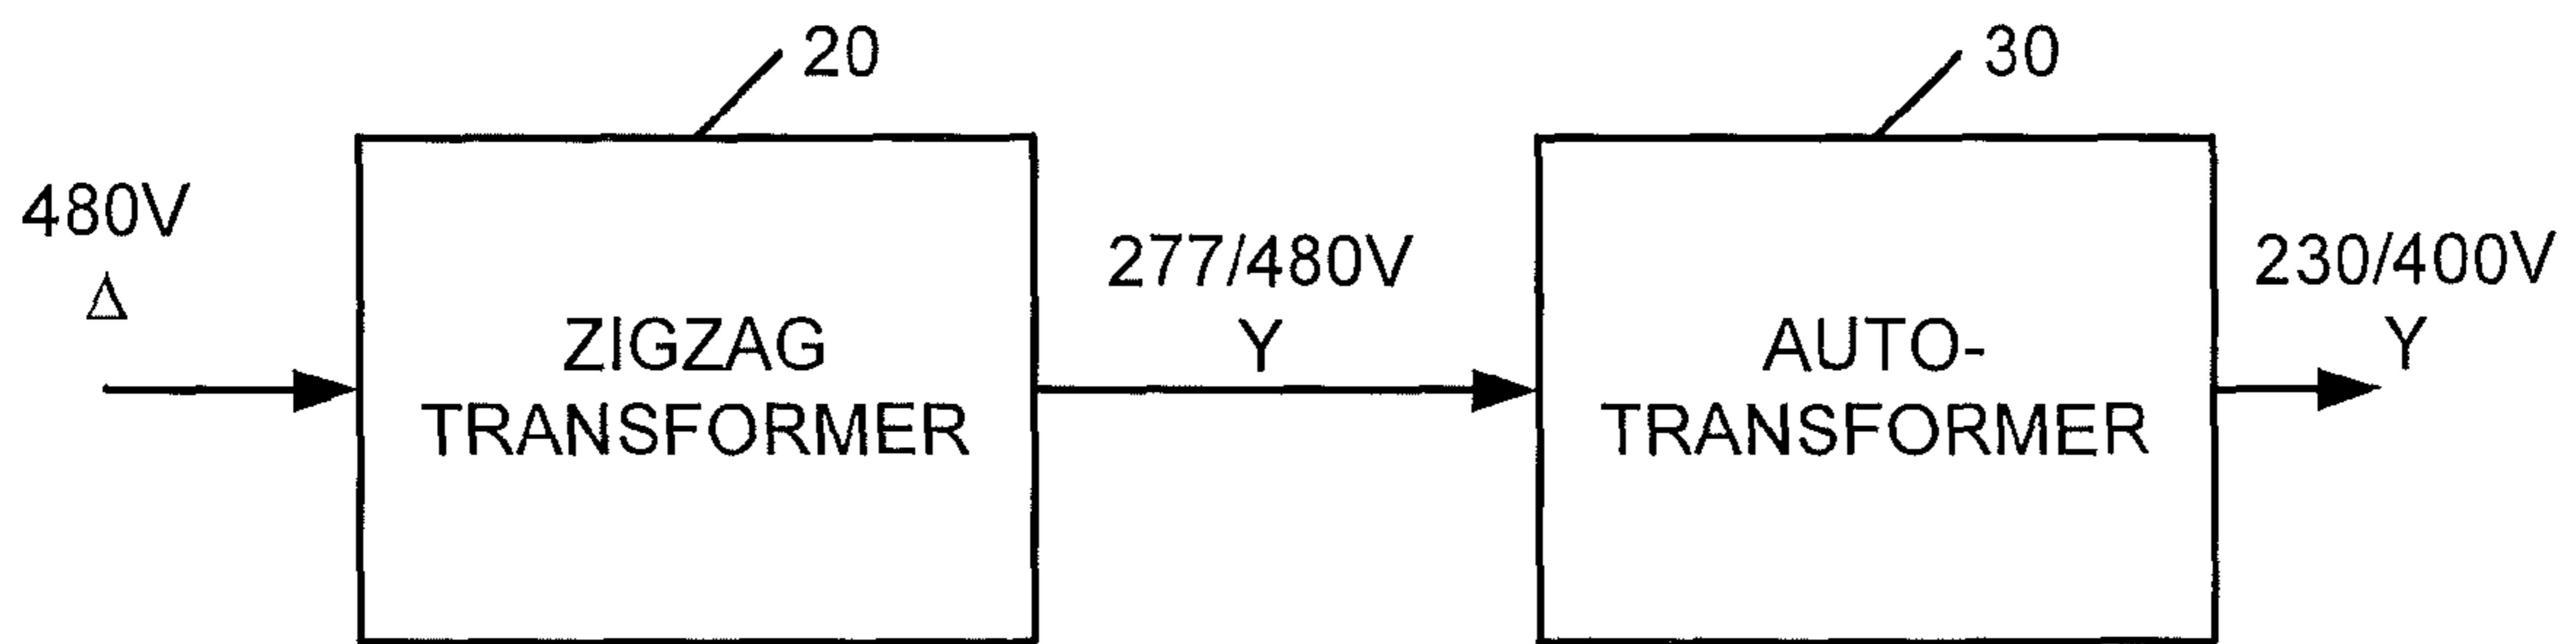 20
30
480V
Δ
ZIGZAG
TRANSFORMER
277/480V
Y
AUTO-
TRANSFORMER
230/400V
Y